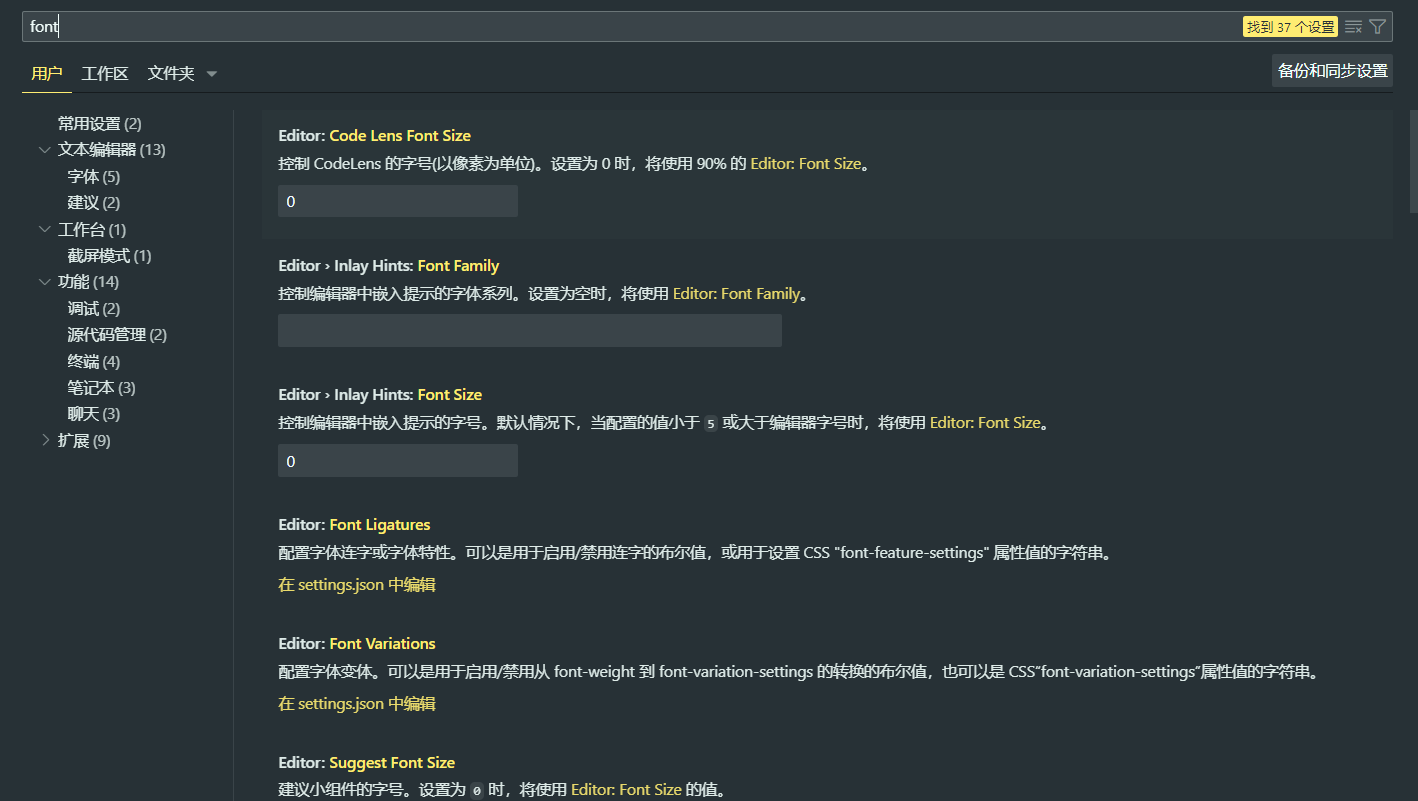 font
找到 37 个设置
用户 工作区 文件夹
备份和同步设置
常用设置 (2)
文本编辑器 (13)
字体 (5)
建议 (2)
工作台 (1)
截屏模式 (1)
功能 (14)
调试 (2)
源代码管理 (2)
终端 (4)
笔记本 (3)
聊天 (3)
扩展 (9)
Editor: Code Lens Font Size
控制 CodeLens 的字号(以像素为单位)。设置为 0 时，将使用 90% 的 Editor: Font Size。
0
Editor › Inlay Hints: Font Family
控制编辑器中嵌入提示的字体系列。设置为空时，将使用 Editor: Font Family。
Editor › Inlay Hints: Font Size
控制编辑器中嵌入提示的字号。默认情况下，当配置的值小于 5 或大于编辑器字号时，将使用 Editor: Font Size。
0
Editor: Font Ligatures
配置字体连字或字体特性。可以是用于启用/禁用连字的布尔值，或用于设置 CSS "font-feature-settings" 属性值的字符串。
在 settings.json 中编辑
Editor: Font Variations
配置字体变体。可以是用于启用/禁用从 font-weight 到 font-variation-settings 的转换的布尔值，也可以是 CSS“font-variation-settings”属性值的字符串。
在 settings.json 中编辑
Editor: Suggest Font Size
建议小组件的字号。设置为 0 时，将使用 Editor: Font Size 的值。